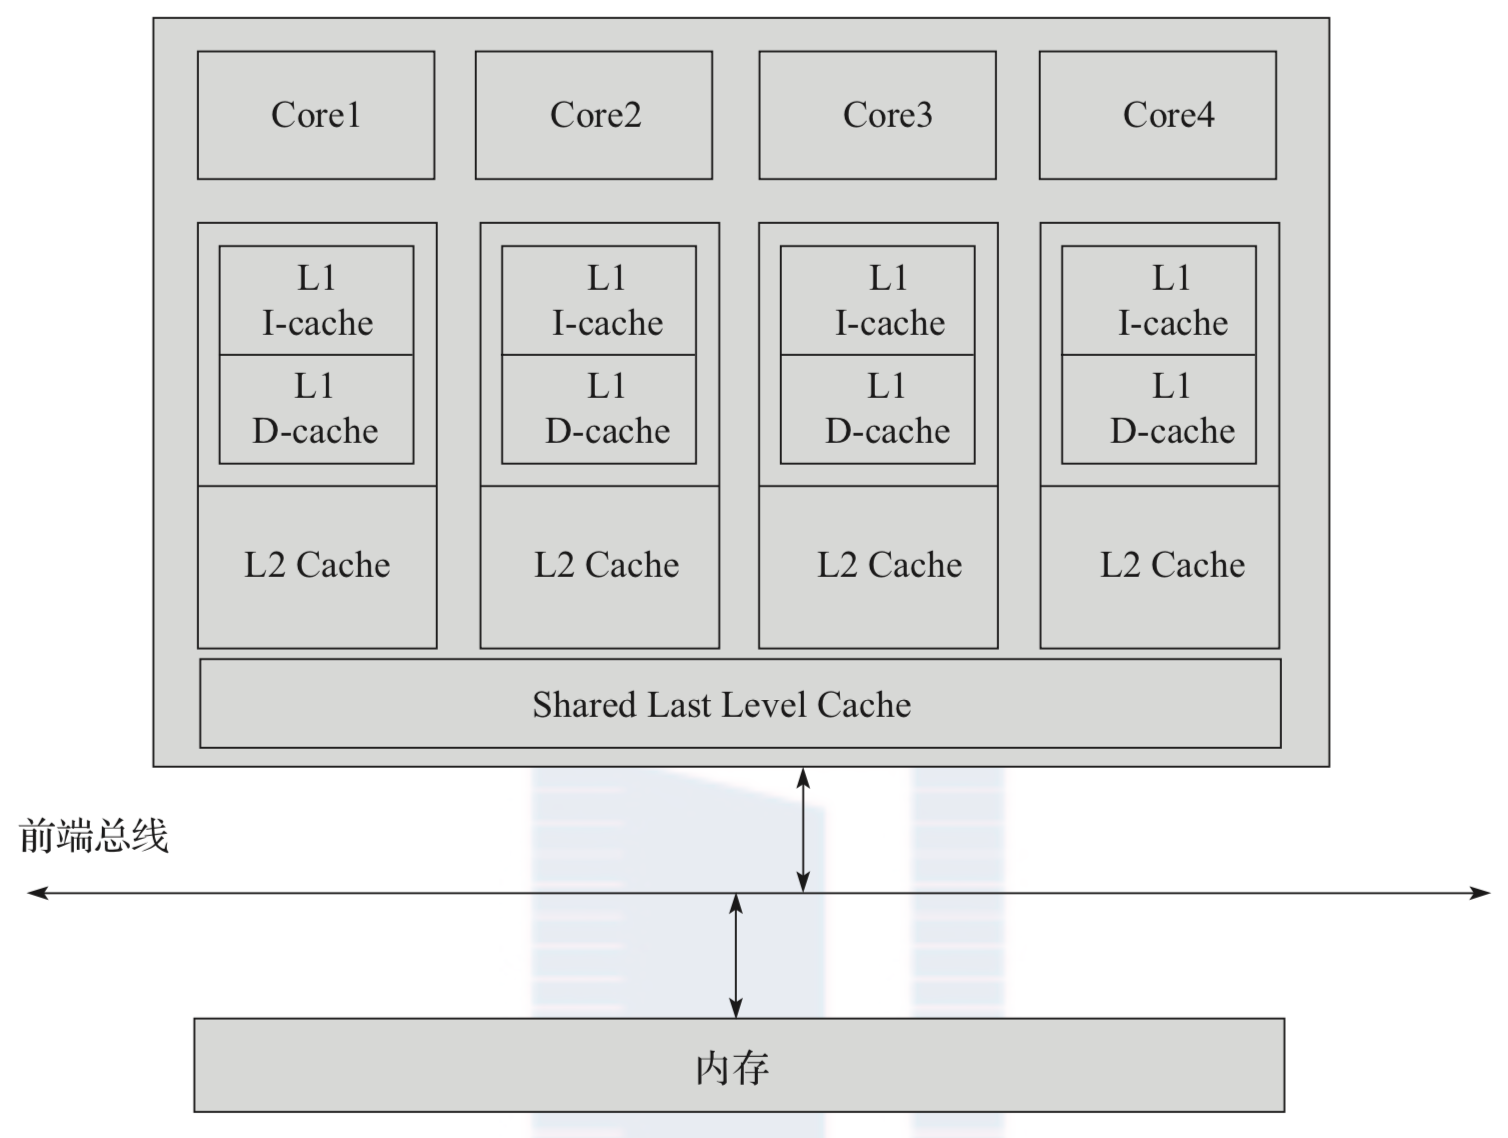 Core1
Core2
Core3
Core4
L1
I-cache
L1
I-cache
L1
I-cache
L1
I-cache
L1
D-cache
L1
D-cache
L1
D-cache
L1
D-cache
L2 Cache
L2 Cache
L2 Cache
L2 Cache
Shared Last Level Cache
前端总线
内存